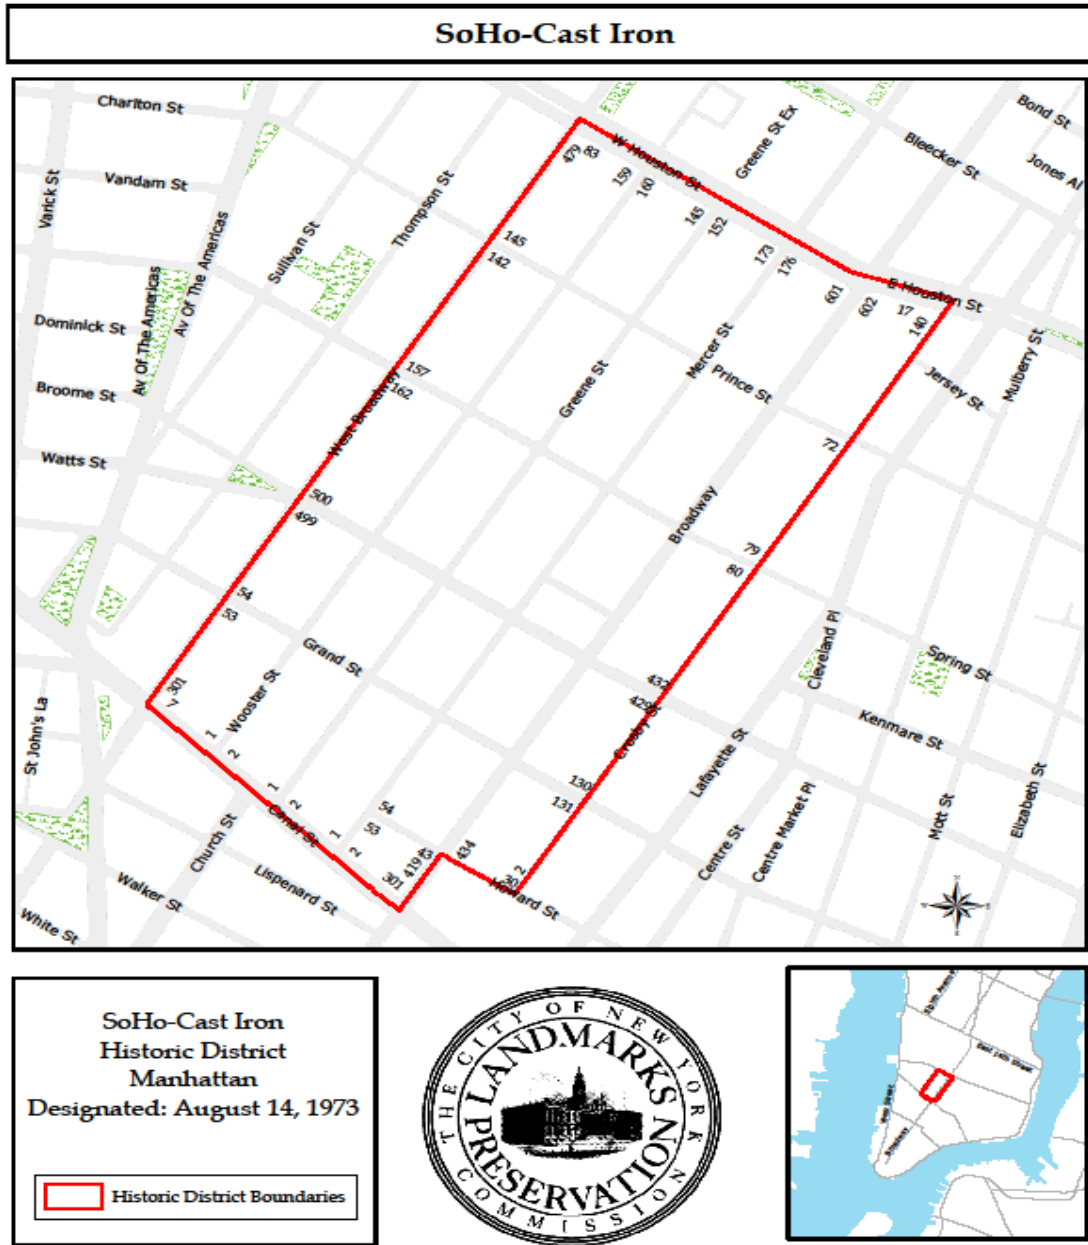 SoHo-Cast Iron
Charlton St
Vandam St
Varick St
Dominick St
Broome St
Watts St
Av Of The Americas
Av Of The Americas
Sullivan St
Thompson St
W Houston St
Greene St Ex
Bleecker St
Bond St
Jones Al
E Houston St
479
83
159
160
145
152
173
176
601
602
17
140
145
142
157
162
West Broadway
Greene St
Mercer St
Prince St
Jersey St
Mulberry St
72
500
499
Broadway
79
80
54
53
Grand St
Cleveland Pl
Spring St
432
429
Crosby St
Kenmare St
301
7
Wooster St
1
2
St John's La
Lafayette St
130
131
Centre St
Centre Market Pl
Mott St
Elizabeth St
1
2
Canal St
54
53
1
2
Church St
Lispenard St
301
419
43
434
30
2
Howard St
Walker St
White St
SoHo-Cast Iron
Historic District
Manhattan
Designated: August 14, 1973
Historic District Boundaries
THE CITY OF NEW YORK
LANDMARKS
PRESERVATION
COMMISSION
East 14th Street
West Street
Broadway